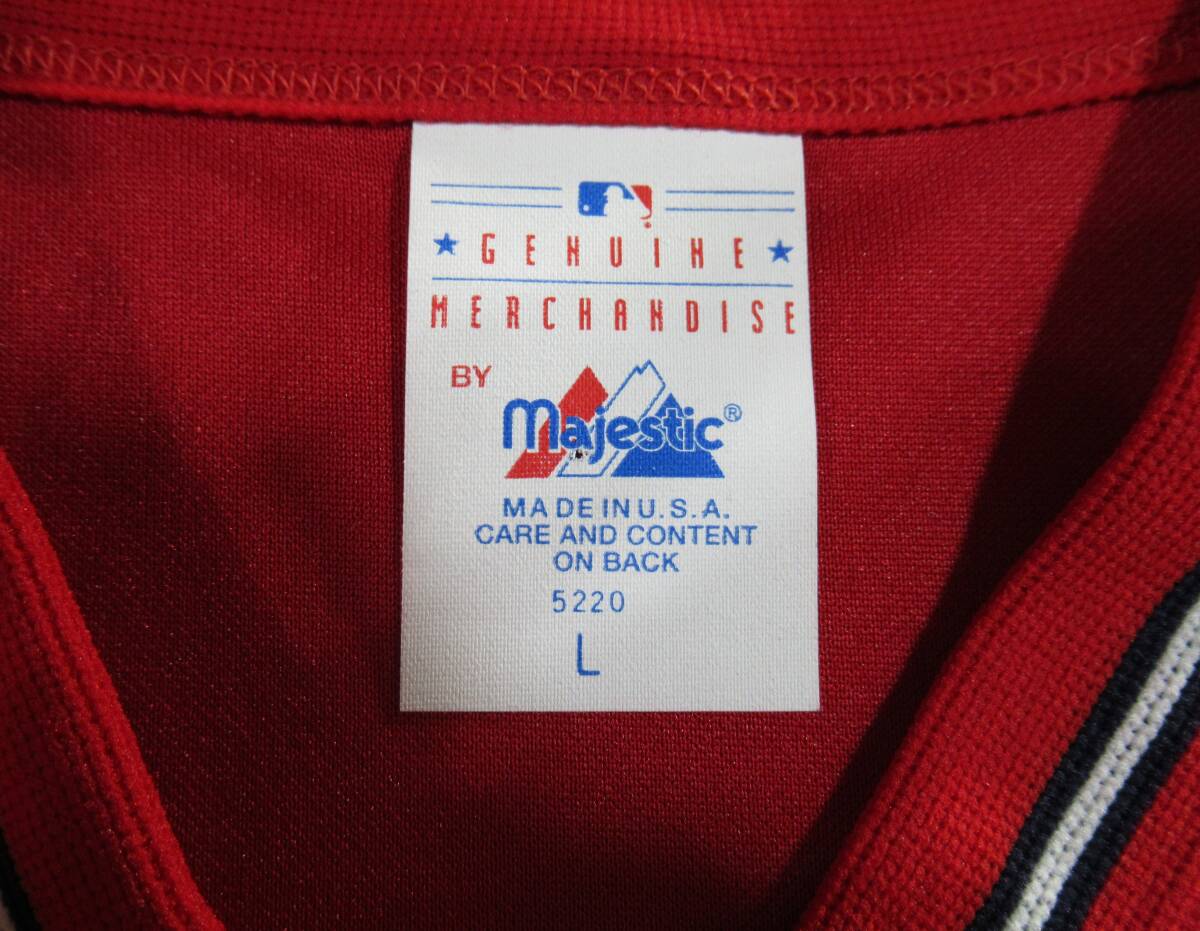 GENUINE
MERCHANDISE
BY
Majestic®
MADE IN U.S.A.
CARE AND CONTENT
ON BACK
5220
L